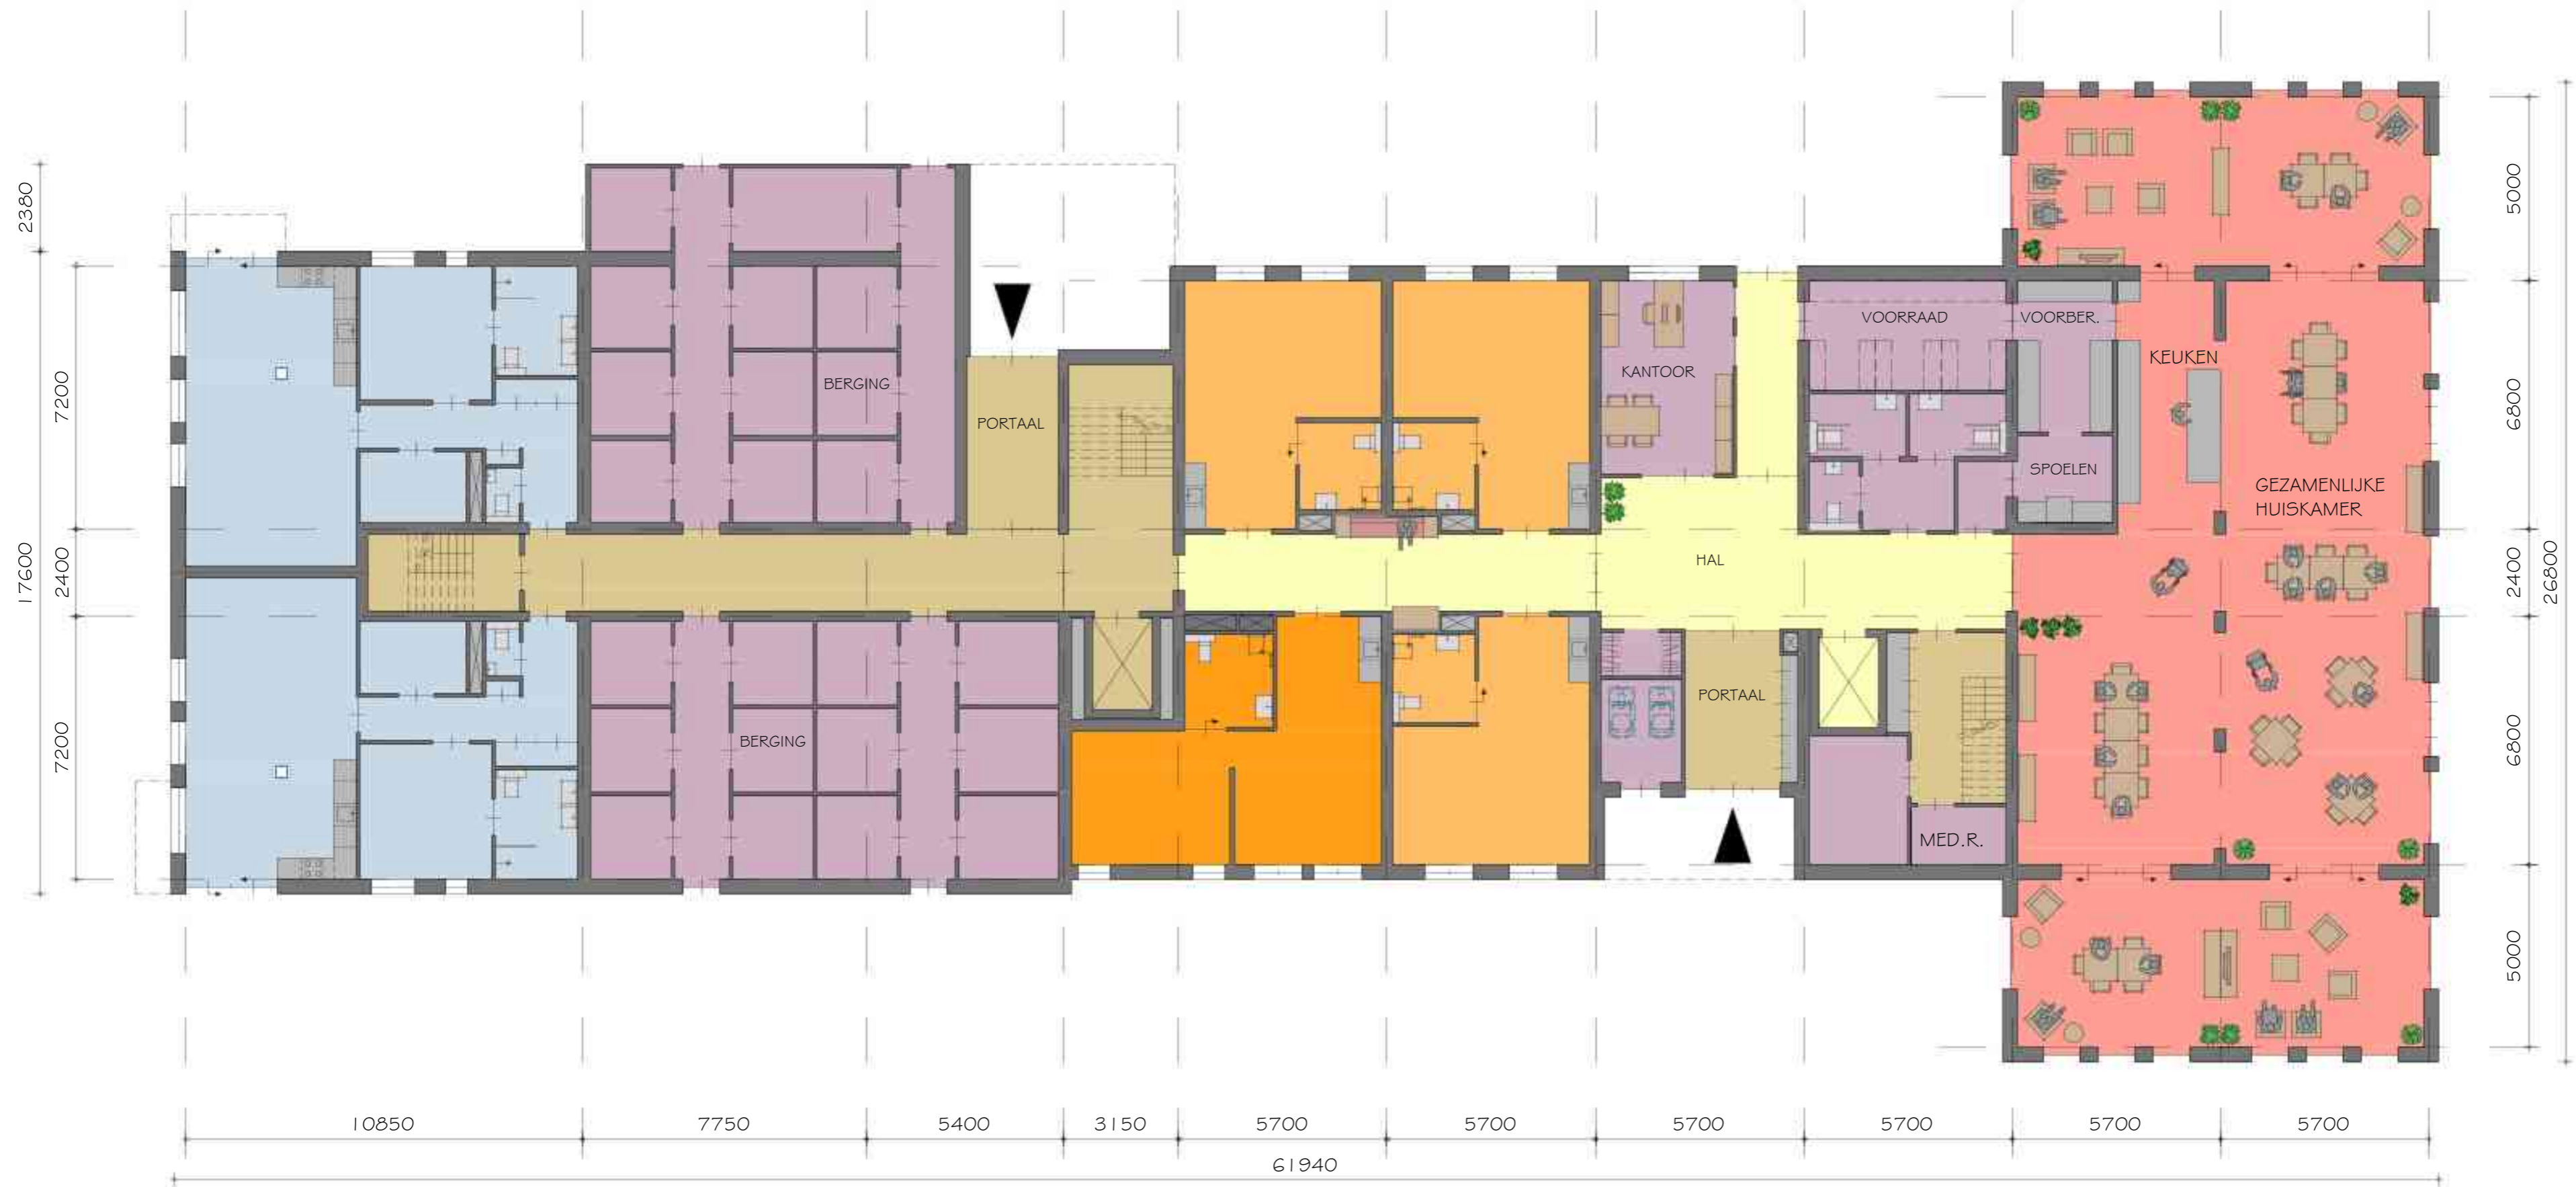 2380
5000
VOORRAAD
VOORBER.
KEUKEN
KANTOOR
BERGING
7200
6800
PORTAAL
SPOELEN
GEZAMENLIJKE
HUISKAMER
17600
2400
HAL
2400
26800
PORTAAL
7200
BERGING
6800
MED.R.
5000
10850
7750
5400
3150
5700
5700
5700
5700
5700
5700
61940